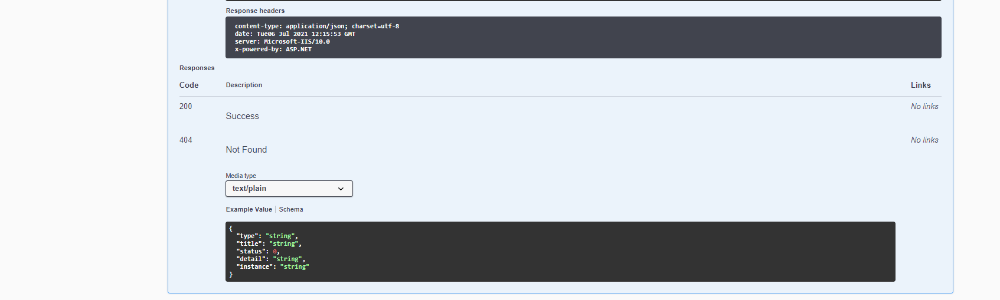 Response headers
content-type: application/json; charset=utf-8
date: Tue06 Jul 2021 12:15:53 GMT
server: Microsoft-IIS/10.0
x-powered-by: ASP.NET
Responses
Code Description Links
200 No links
Success
404 No links
Not Found
Media type
text/plain
Example Value Schema
{
  "type": "string",
  "title": "string",
  "status": 0,
  "detail": "string",
  "instance": "string"
}